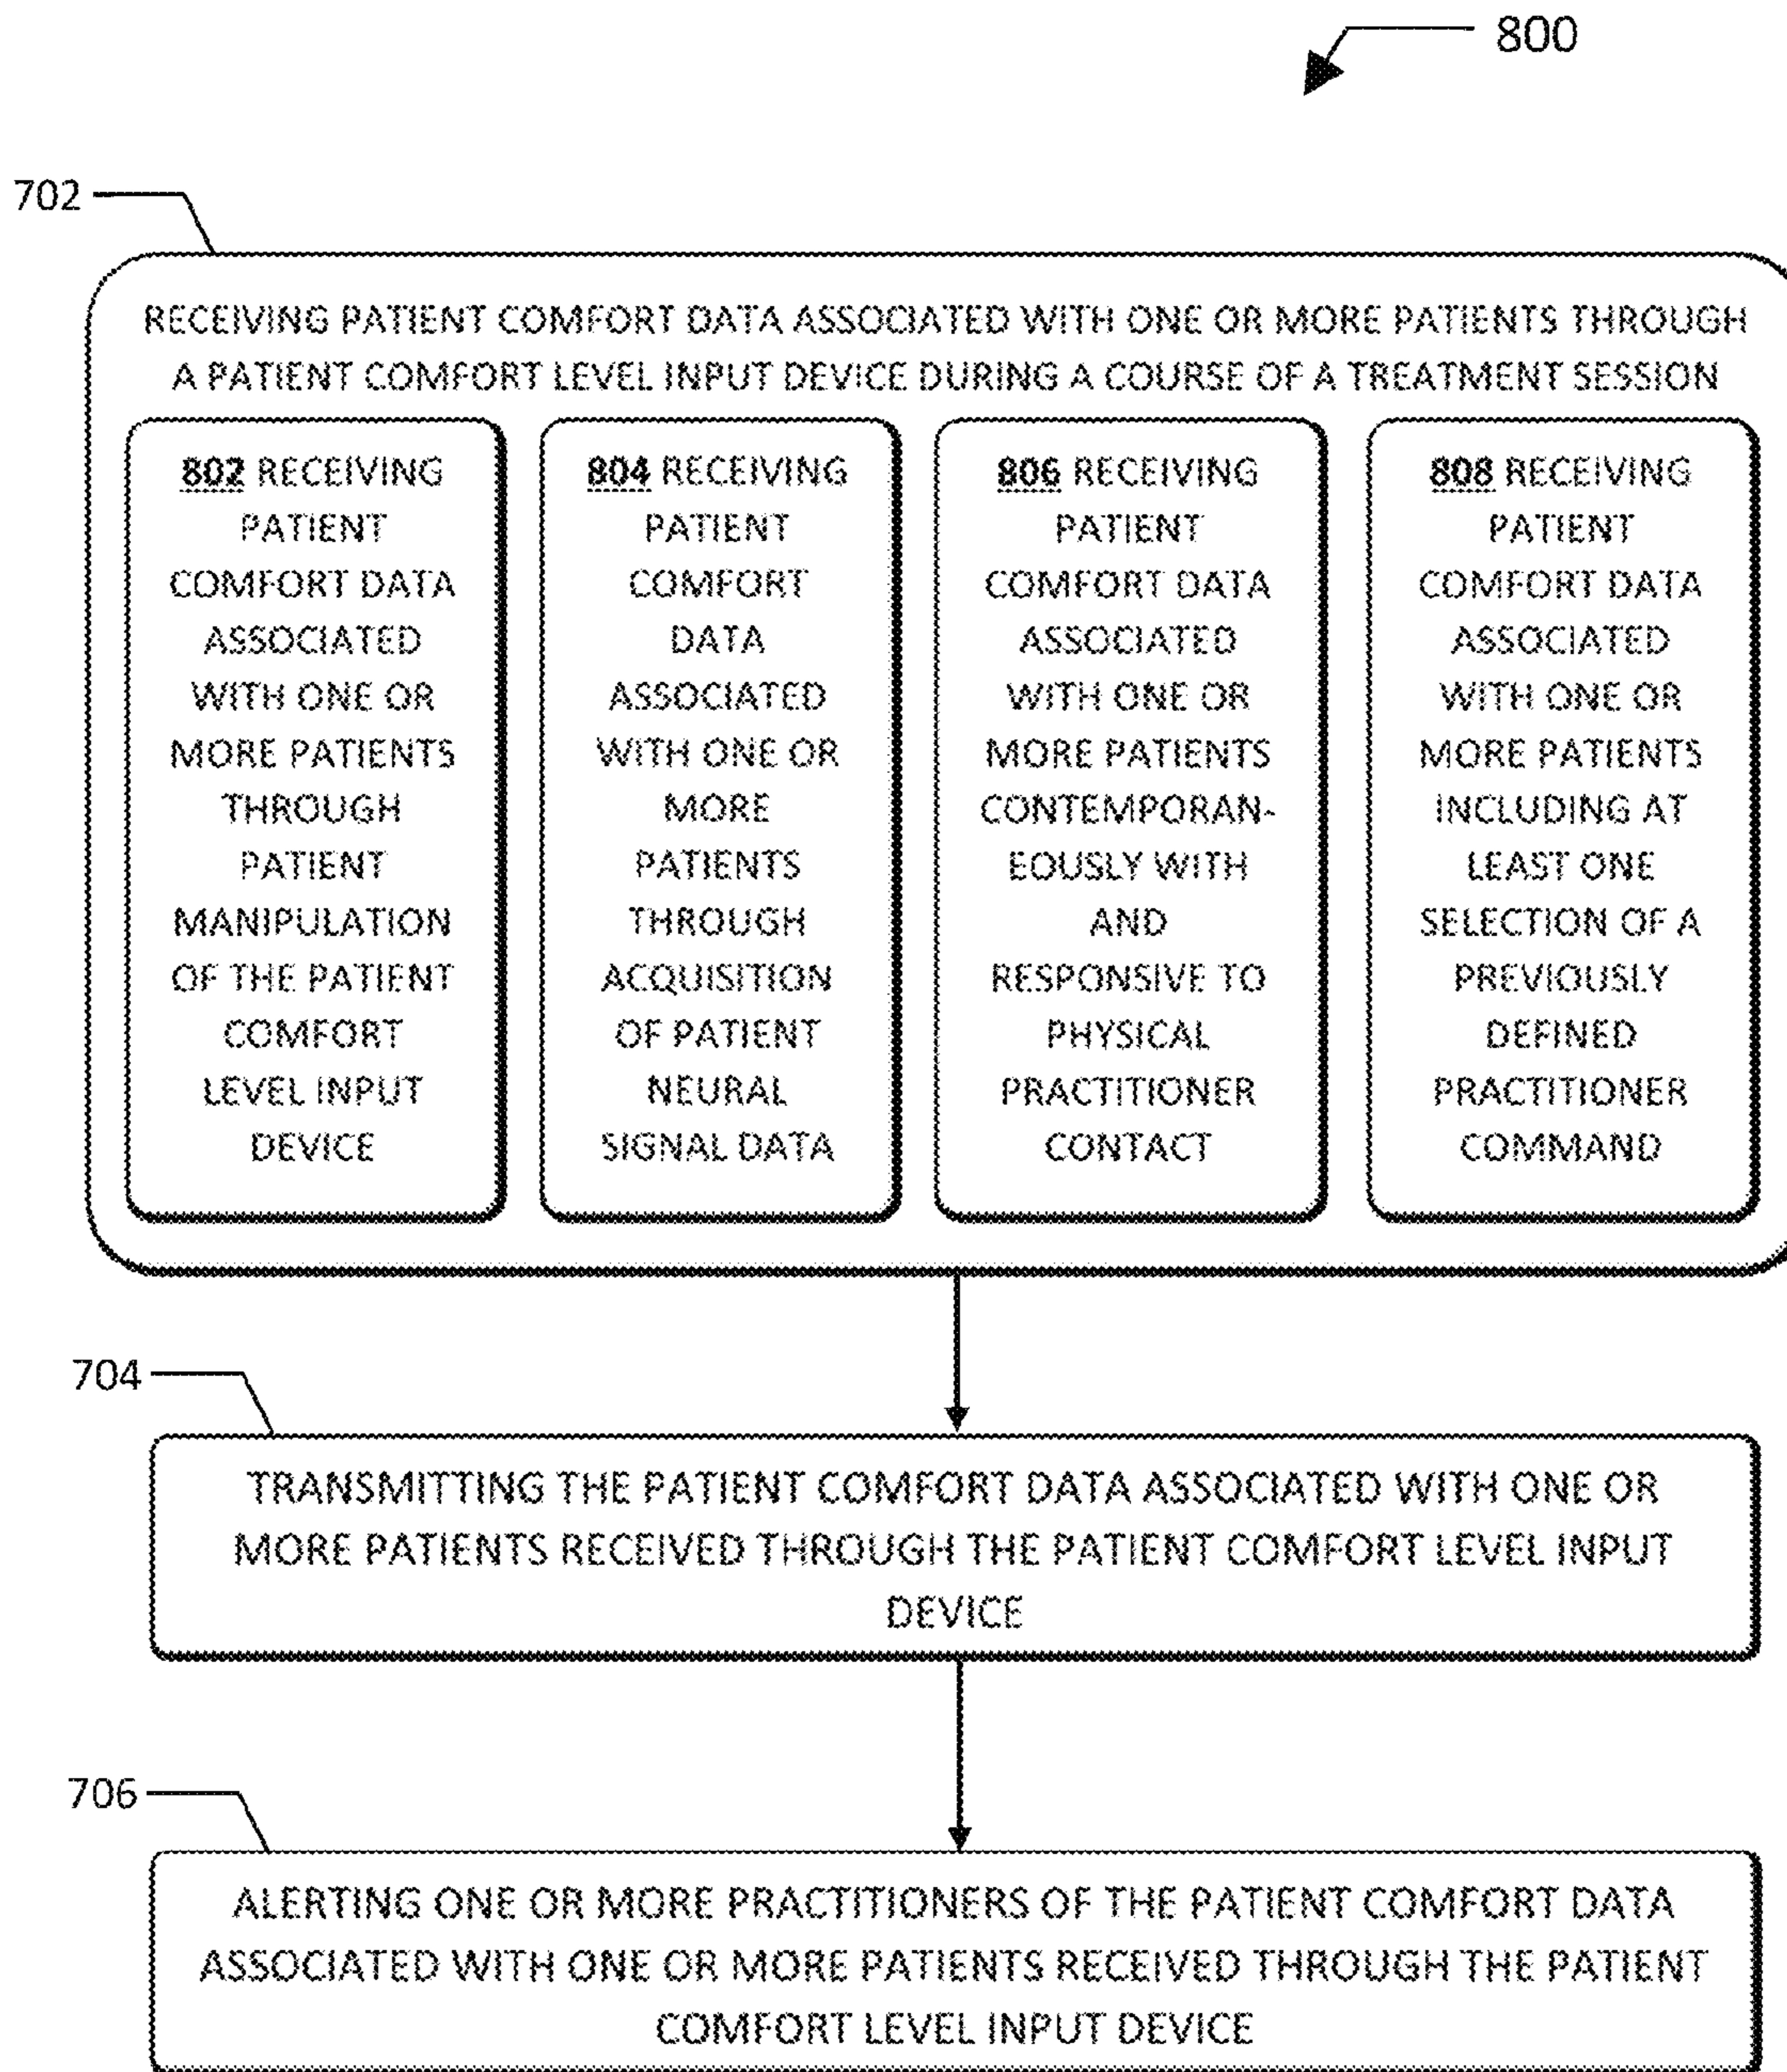 800
702
RECEIVING PATIENT COMFORT DATA ASSOCIATED WITH ONE OR MORE PATIENTS THROUGH
A PATIENT COMFORT LEVEL INPUT DEVICE DURING A COURSE OF A TREATMENT SESSION
802 RECEIVING
PATIENT
COMFORT DATA
ASSOCIATED
WITH ONE OR
MORE PATIENTS
THROUGH
PATIENT
MANIPULATION
OF THE PATIENT
COMFORT
LEVEL INPUT
DEVICE
804 RECEIVING
PATIENT
COMFORT
DATA
ASSOCIATED
WITH ONE OR
MORE
PATIENTS
THROUGH
ACQUISITION
OF PATIENT
NEURAL
SIGNAL DATA
806 RECEIVING
PATIENT
COMFORT DATA
ASSOCIATED
WITH ONE OR
MORE PATIENTS
CONTEMPORAN-
EOUSLY WITH
AND
RESPONSIVE TO
PHYSICAL
PRACTITIONER
CONTACT
808 RECEIVING
PATIENT
COMFORT DATA
ASSOCIATED
WITH ONE OR
MORE PATIENTS
INCLUDING AT
LEAST ONE
SELECTION OF A
PREVIOUSLY
DEFINED
PRACTITIONER
COMMAND
704
TRANSMITTING THE PATIENT COMFORT DATA ASSOCIATED WITH ONE OR
MORE PATIENTS RECEIVED THROUGH THE PATIENT COMFORT LEVEL INPUT
DEVICE
706
ALERTING ONE OR MORE PRACTITIONERS OF THE PATIENT COMFORT DATA
ASSOCIATED WITH ONE OR MORE PATIENTS RECEIVED THROUGH THE PATIENT
COMFORT LEVEL INPUT DEVICE